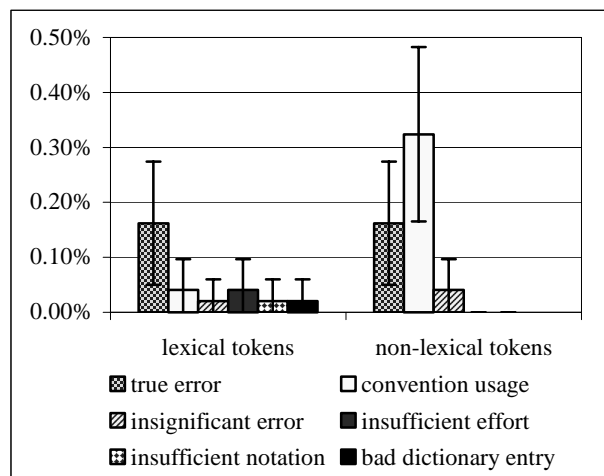 0.50%
0.40%
0.30%
0.20%
0.10%
0.00%
lexical tokens non-lexical tokens
true error convention usage
insignificant error insufficient effort
insufficient notation bad dictionary entry